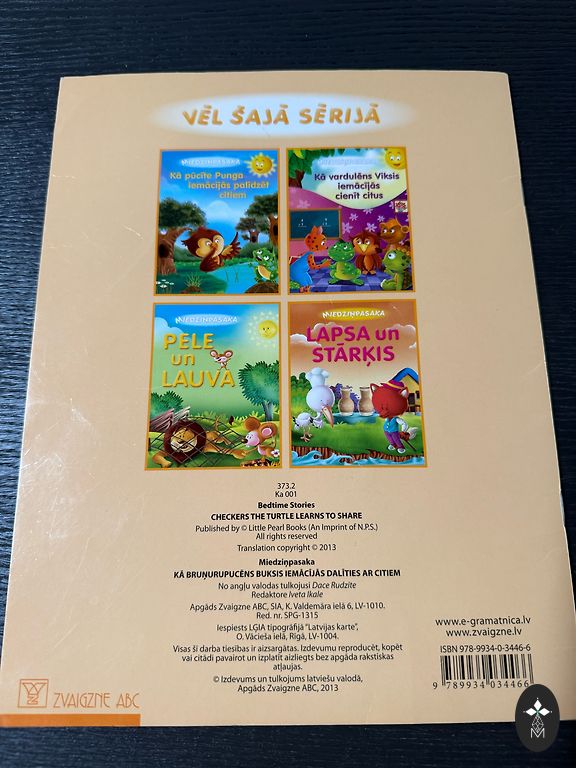 VĒL ŠAJĀ SĒRIJĀ
MIEDZIŅPASAKA
Kā pūcīte Punga
iemācījās palīdzēt
citiem
MIEDZIŅPASAKA
Kā vardulēns Viksis
iemācījās
cienīt citus
MIEDZIŅPASAKA
PELE
un
LAUVA
MIEDZIŅPASAKA
LAPSA un
STĀRĶIS
373.2
Ka 001
Bedtime Stories
CHECKERS THE TURTLE LEARNS TO SHARE
Published by © Little Pearl Books (An Imprint of N.P.S.)
All rights reserved
Translation copyright © 2013
Miedziņpasaka
KĀ BRUŅURUPUCĒNS BUKSIS IEMĀCĪJĀS DALĪTIES AR CITIEM
No angļu valodas tulkojusi Dace Rudzīte
Redaktore Iveta Ikale
Apgāds Zvaigzne ABC, SIA, K. Valdemāra ielā 6, LV-1010.
Red. nr. SPG-1315
Iespiests LĢIA tipogrāfijā "Latvijas karte",
O. Vācieša ielā, Rīgā, LV-1004.
Visas šī darba tiesības ir aizsargātas. Izdevumu reproducēt, kopēt
vai citādi pavairot un izplatīt aizliegts bez apgāda rakstiskas
atļaujas.
© Izdevums un tulkojums latviešu valodā,
Apgāds Zvaigzne ABC, 2013
www.e-gramatnica.lv
www.zvaigzne.lv
ISBN 978-9934-0-3446-6
9 789934 034466
ZVAIGZNE ABC
M